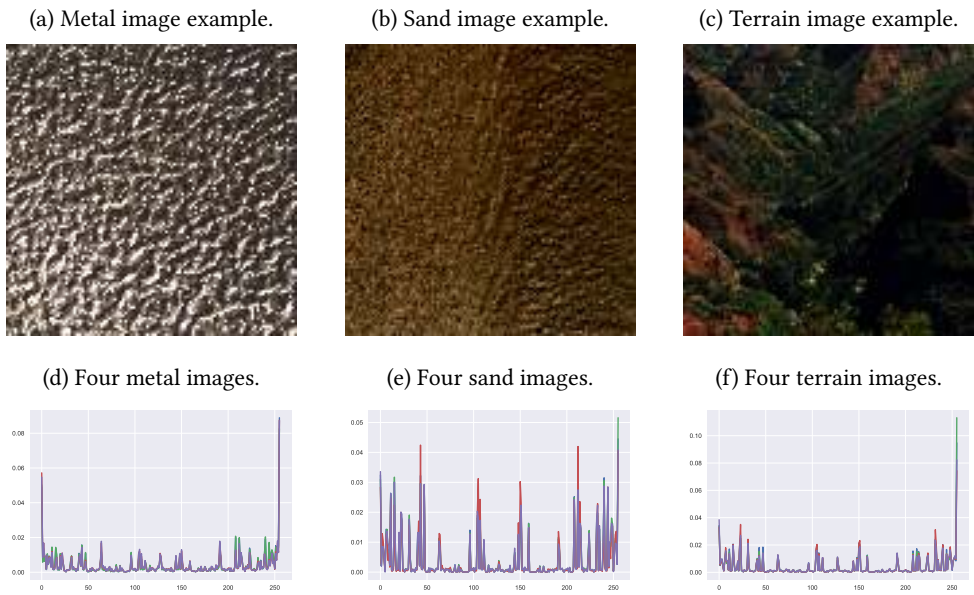 (a) Metal image example.
(b) Sand image example.
(c) Terrain image example.
(d) Four metal images.
(e) Four sand images.
(f) Four terrain images.
0.08
0.06
0.04
0.02
0.00
0 50 100 150 200 250
0.05
0.04
0.03
0.02
0.01
0.00
0 50 100 150 200 250
0.10
0.08
0.06
0.04
0.02
0.00
0 50 100 150 200 250